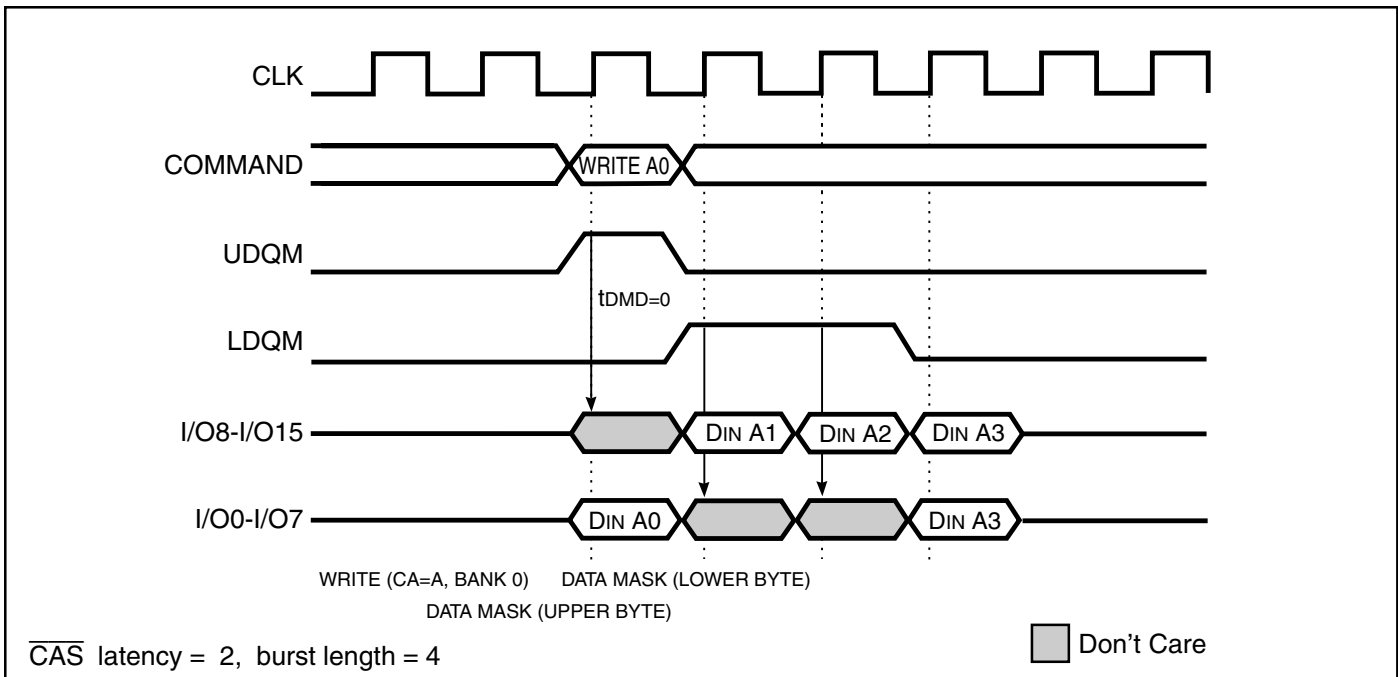 CLK
COMMAND
WRITE A0
UDQM
tDMD=0
LDQM
I/O8-I/O15
DIN A1
DIN A2
DIN A3
I/O0-I/O7
DIN A0
DIN A3
WRITE (CA=A, BANK 0)
DATA MASK (LOWER BYTE)
DATA MASK (UPPER BYTE)
CAS latency = 2, burst length = 4
Don't Care